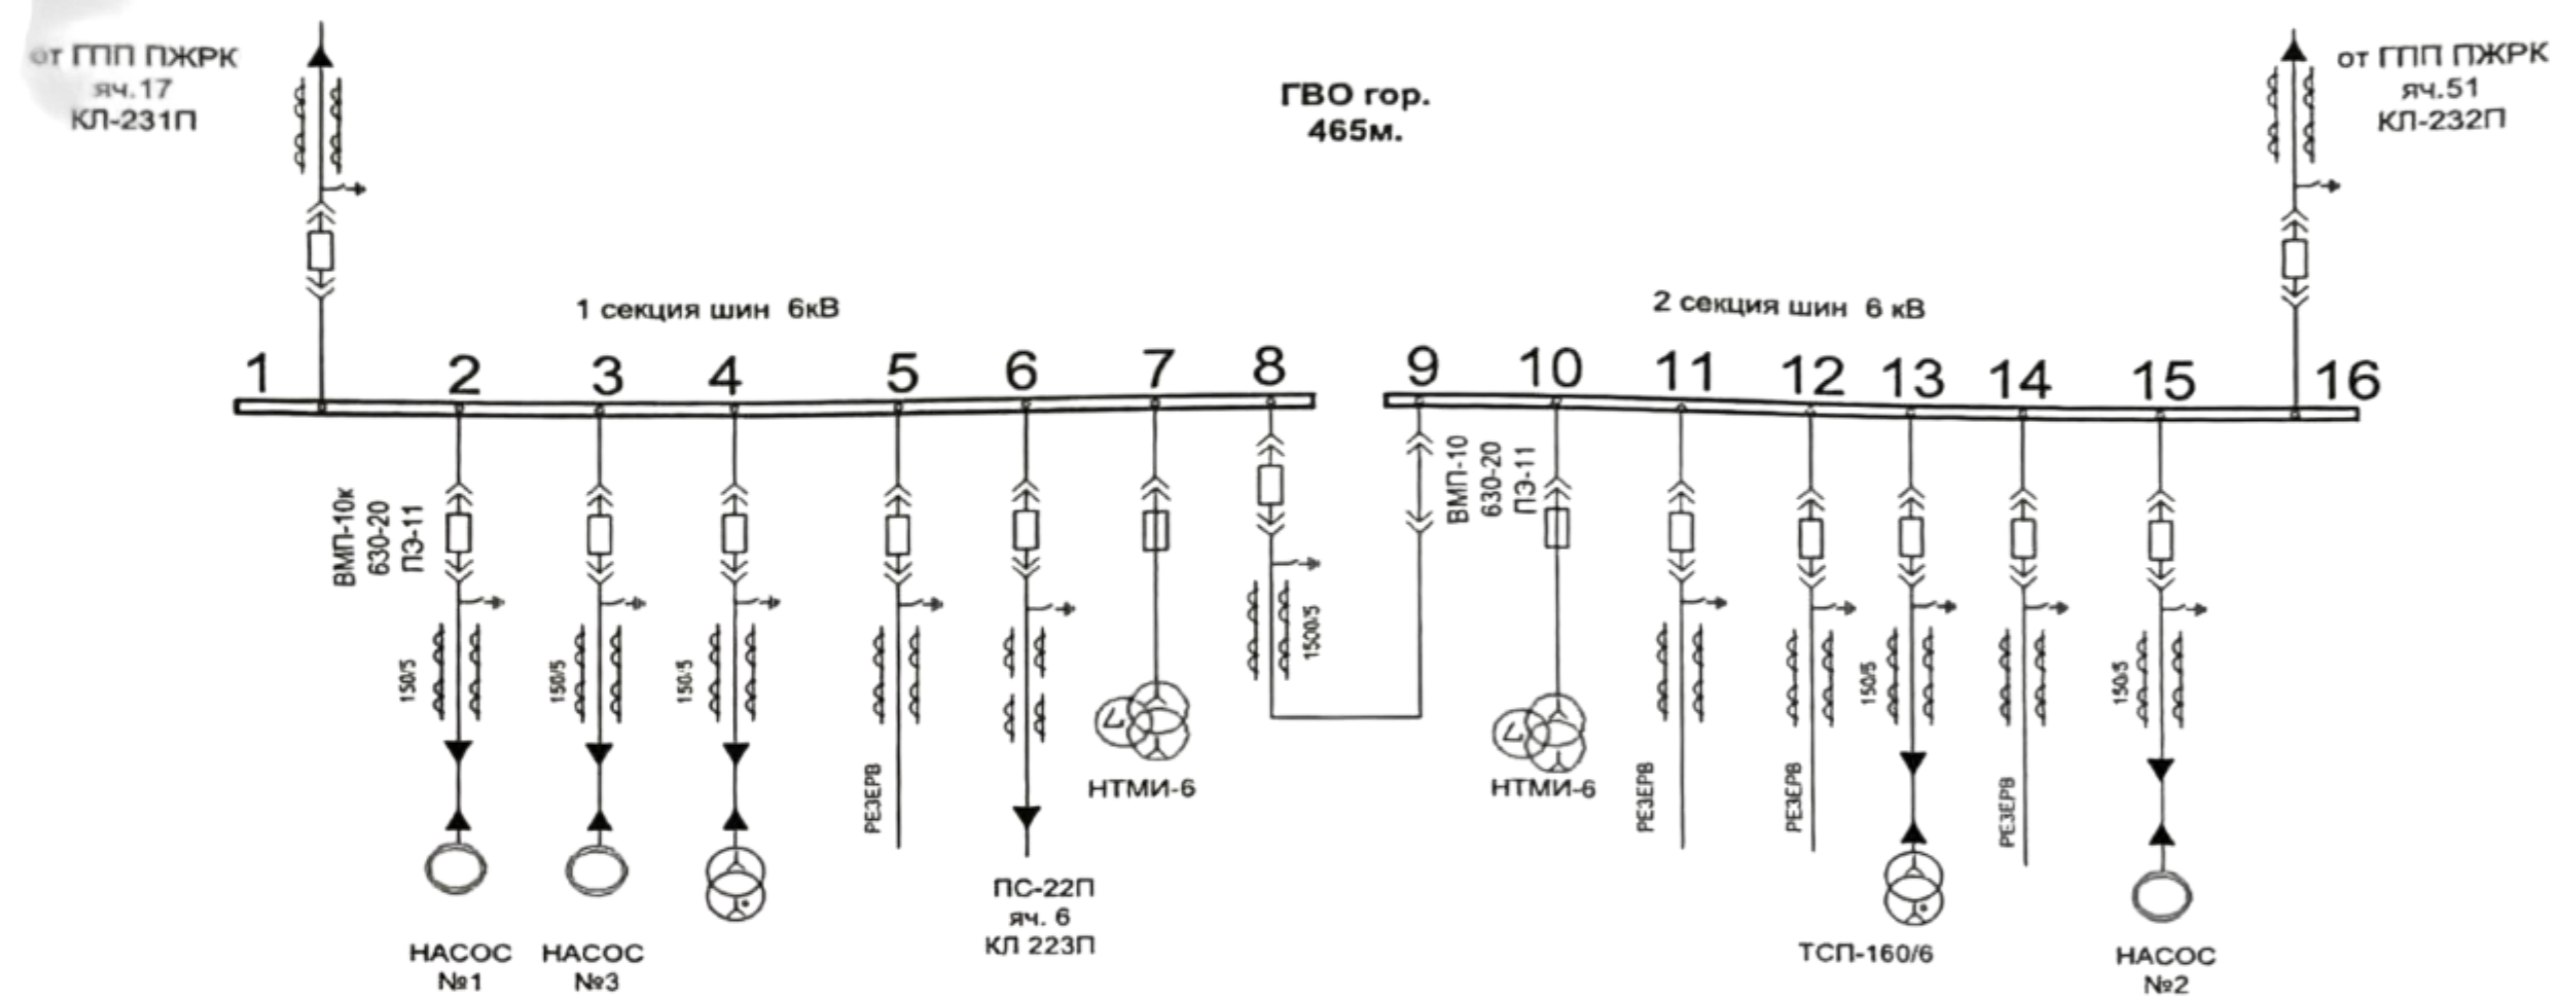 от ГПП ПЖРК
яч.17
КЛ-231П
ГВО гор.
465м.
от ГПП ПЖРК
яч.51
КЛ-232П
1 секция шин 6кВ
2 секция шин 6 кВ
1 2 3 4 5 6 7 8 9 10 11 12 13 14 15 16
ВМП-10к
630-20
ПЭ-11
ВМП-10
630-20
ПЭ-11
150/5
150/5
150/5
1500/5
150/5
150/5
РЕЗЕРВ
РЕЗЕРВ
РЕЗЕРВ
РЕЗЕРВ
НТМИ-6
НТМИ-6
ПС-22П
яч. 6
КЛ 223П
НАСОС
№1
НАСОС
№3
ТСП-160/6
НАСОС
№2